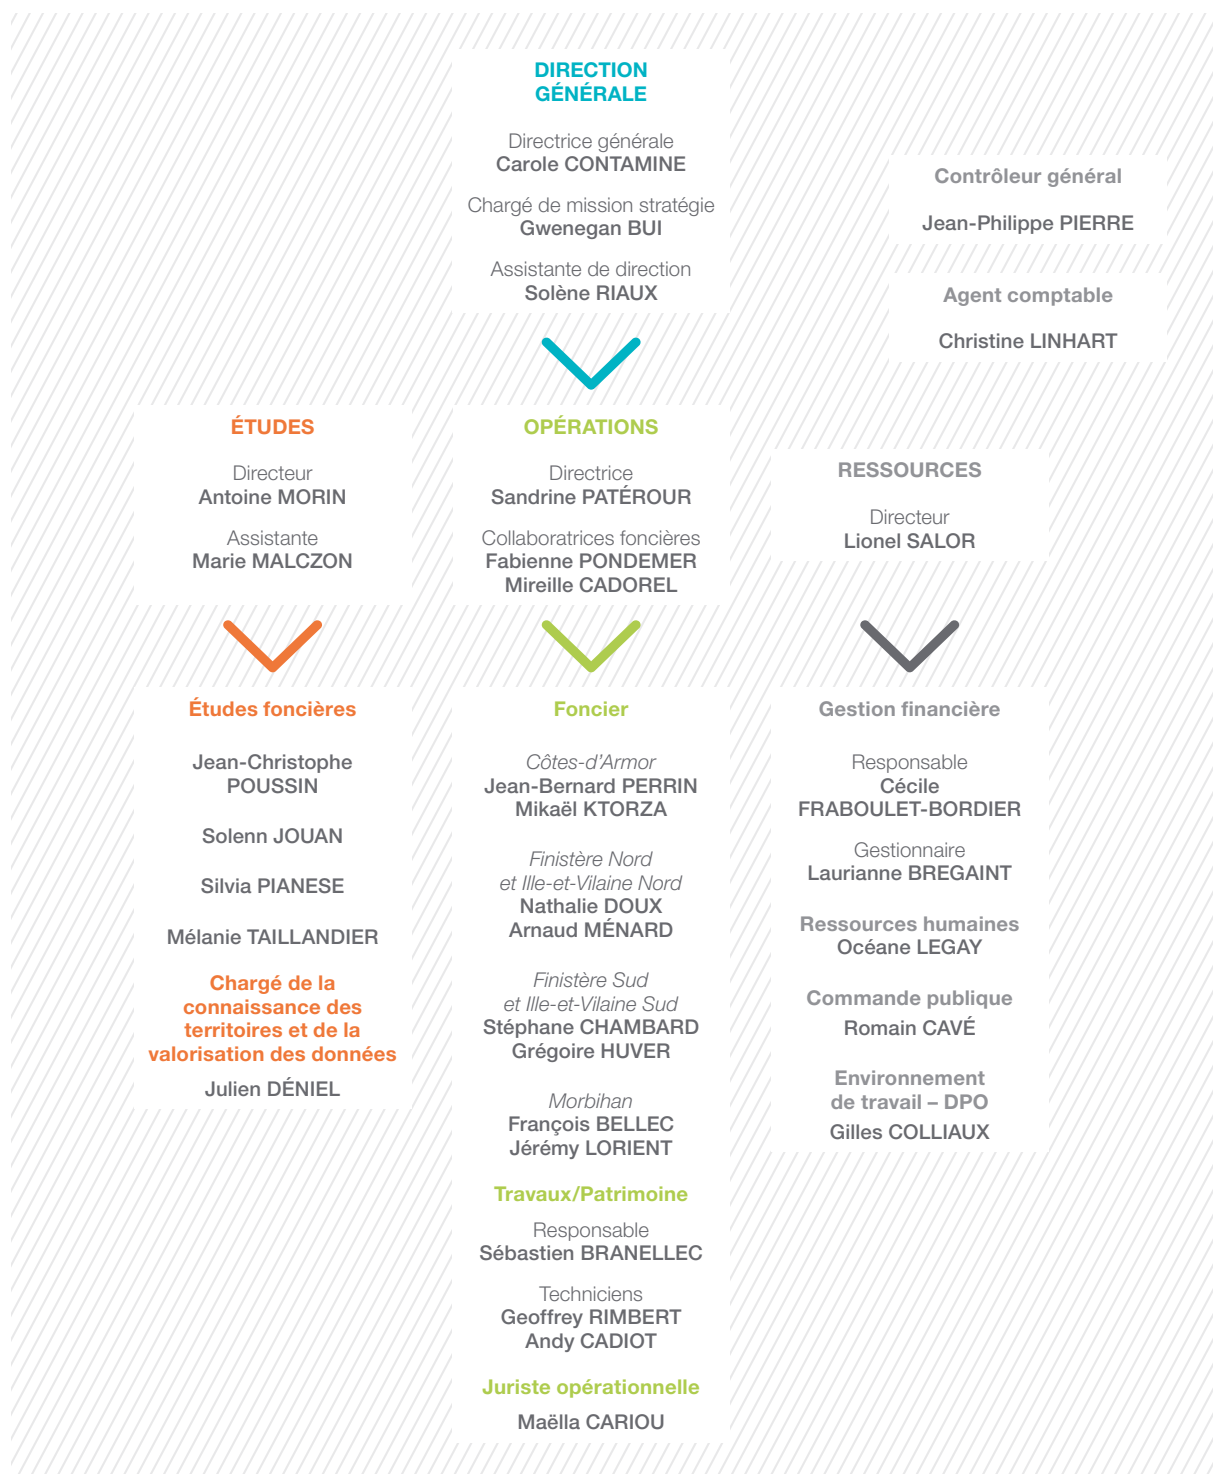 DIRECTION
GÉNÉRALE
Directrice générale
Carole CONTAMINE
Chargé de mission stratégie
Gwenegan BUI
Assistante de direction
Solène RIAUX
Contrôleur général
Jean-Philippe PIERRE
Agent comptable
Christine LINHART
ÉTUDES
Directeur
Antoine MORIN
Assistante
Marie MALCZON
OPÉRATIONS
Directrice
Sandrine PATÉROUR
Collaboratrices foncières
Fabienne PONDEMER
Mireille CADOREL
RESSOURCES
Directeur
Lionel SALOR
Études foncières
Jean-Christophe
POUSSIN
Solenn JOUAN
Silvia PIANESE
Mélanie TAILLANDIER
Chargé de la
connaissance des
territoires et de la
valorisation des données
Julien DÉNIEL
Foncier
Côtes-d'Armor
Jean-Bernard PERRIN
Mikaël KTORZA
Finistère Nord
et Ille-et-Vilaine Nord
Nathalie DOUX
Arnaud MÉNARD
Finistère Sud
et Ille-et-Vilaine Sud
Stéphane CHAMBARD
Grégoire HUVER
Morbihan
François BELLEC
Jérémy LORIENT
Travaux/Patrimoine
Responsable
Sébastien BRANELLEC
Techniciens
Geoffrey RIMBERT
Andy CADIOT
Juriste opérationnelle
Maëlla CARIOU
Gestion financière
Responsable
Cécile
FRABOULET-BORDIER
Gestionnaire
Laurianne BREGAINT
Ressources humaines
Océane LEGAY
Commande publique
Romain CAVÉ
Environnement
de travail – DPO
Gilles COLLIAUX